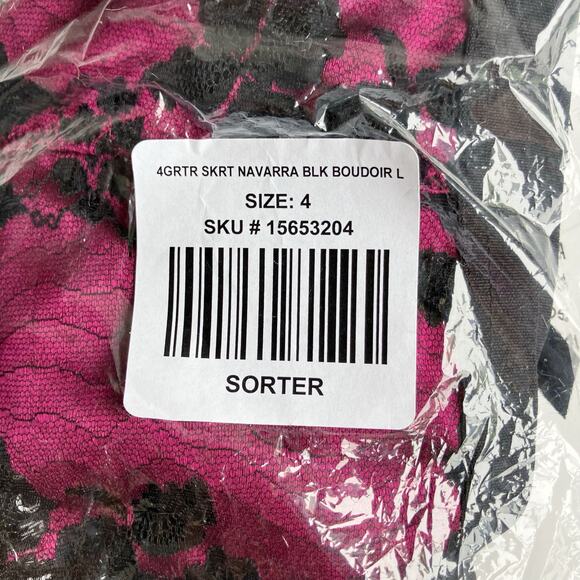 4GRTR SKRT NAVARRA BLK BOUDOIR L
SIZE: 4
SKU # 15653204
SORTER